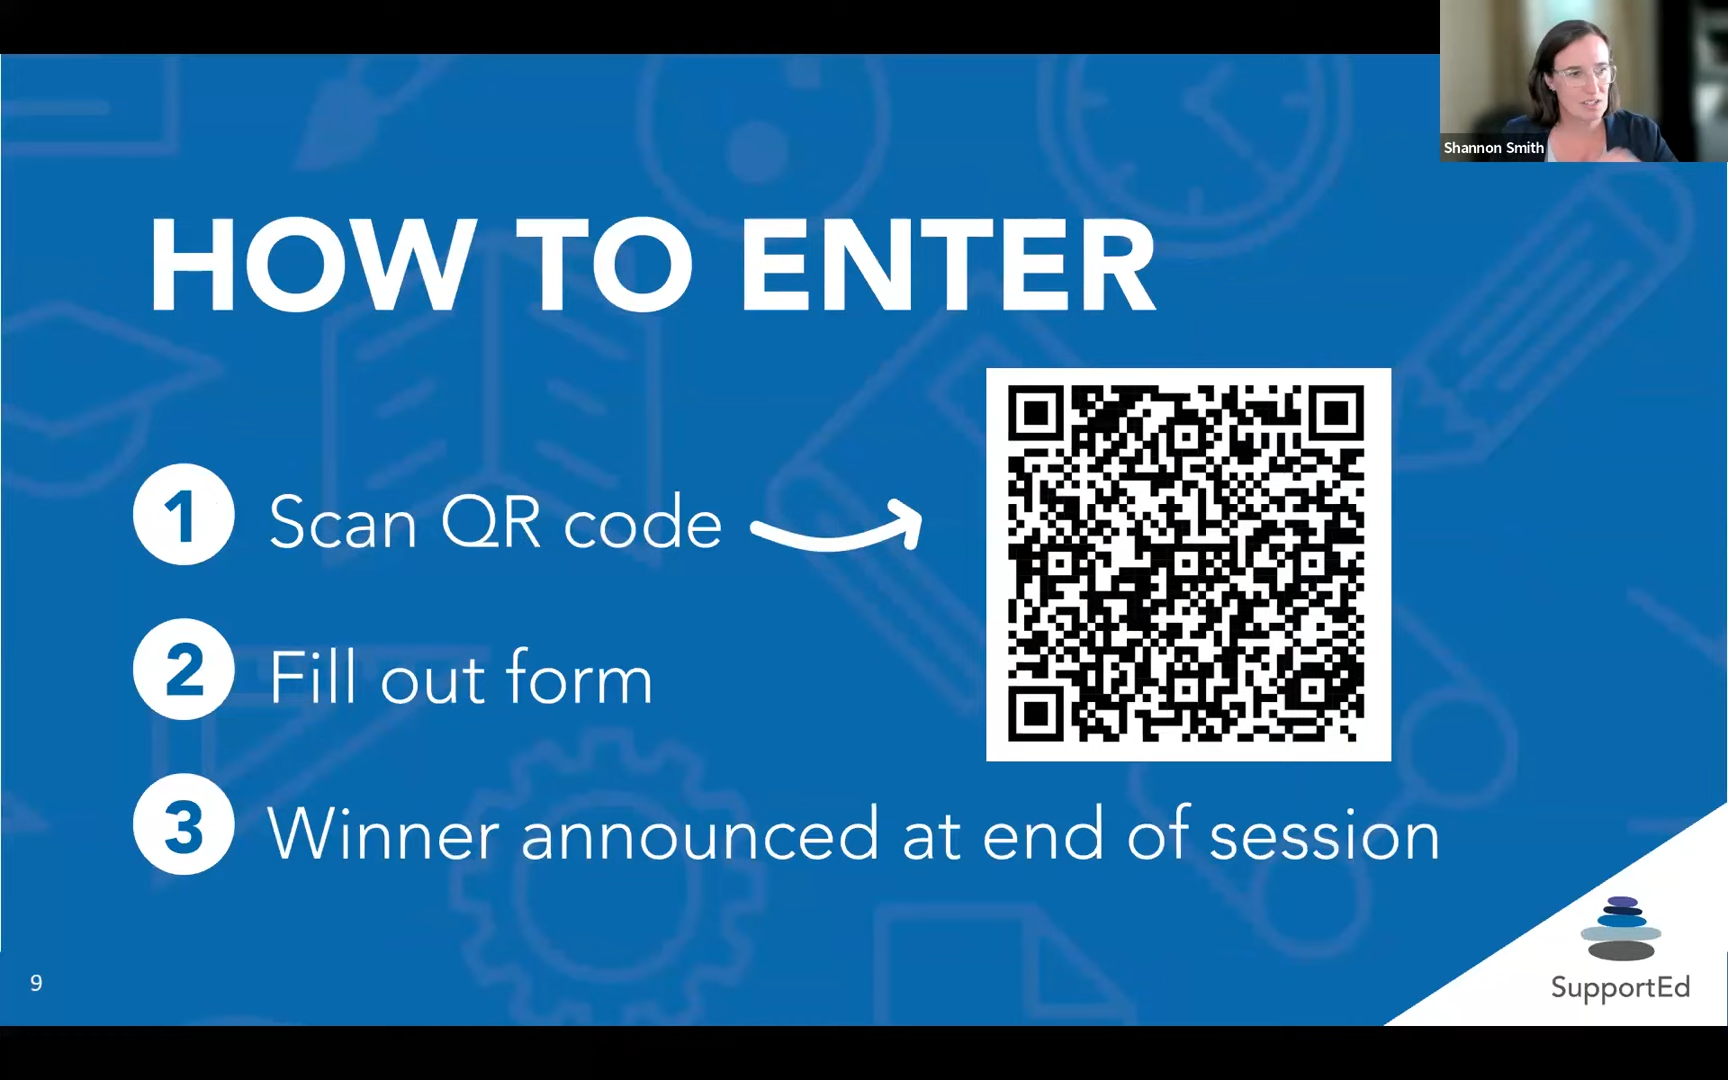 Shannon Smith
HOW TO ENTER
1 Scan QR code
2 Fill out form
3 Winner announced at end of session
9
SupportEd